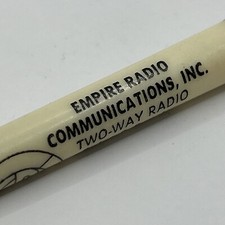 EMPIRE RADIO
COMMUNICATIONS, INC.
TWO-WAY RADIO